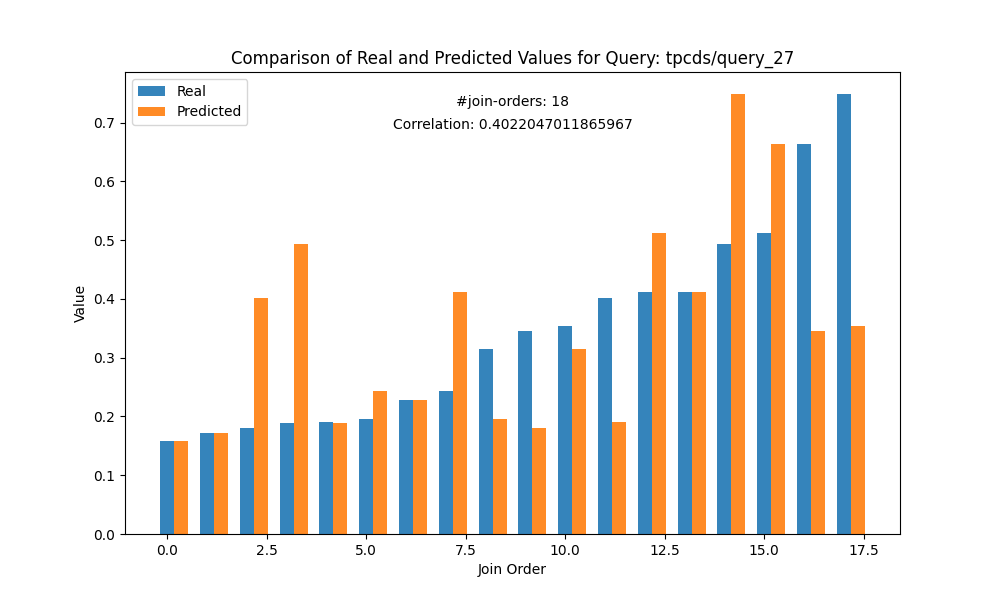 Comparison of Real and Predicted Values for Query: tpcds/query_27
Real
Predicted
#join-orders: 18
Correlation: 0.4022047011865967
Value
0.7
0.6
0.5
0.4
0.3
0.2
0.1
0.0
0.0 2.5 5.0 7.5 10.0 12.5 15.0 17.5
Join Order